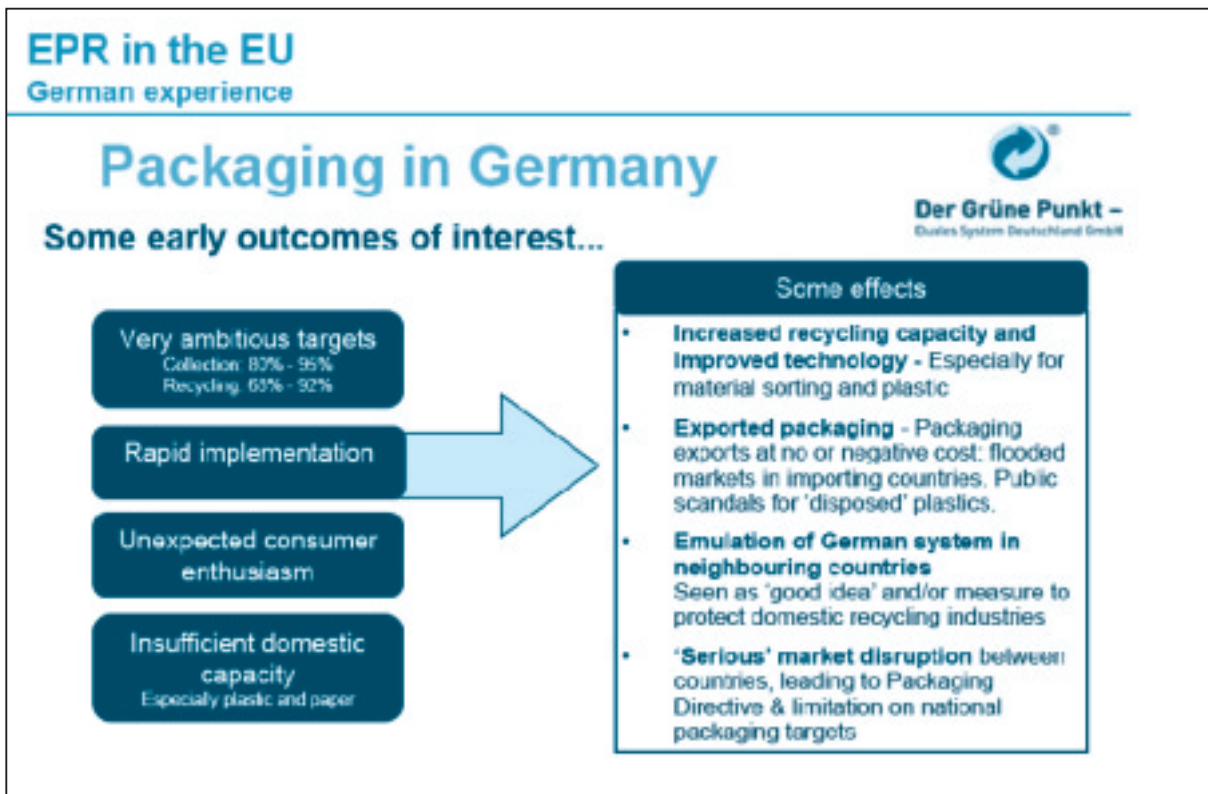 EPR in the EU
German experience
Packaging in Germany
®
Der Grüne Punkt –
Duales System Deutschland GmbH
Some early outcomes of interest...
Very ambitious targets
Collection: 80% - 95%
Recycling: - 92%
Rapid implementation
Unexpected consumer
enthusiasm
Insufficient domestic
capacity
Especially plastic and paper
Some effects
• Increased recycling capacity and
Improved technology - Especially for
material sorting and plastic
• Exported packaging - Packaging
exports at no or negative cost: flooded
markets in importing countries. Public
scandals for 'disposed' plastics.
• Emulation of German system in
neighbouring countries
Seen as 'good idea' and/or measure to
protect domestic recycling industries
• 'Serious' market disruption between
countries, leading to Packaging
Directive & limitation on national
packaging targets